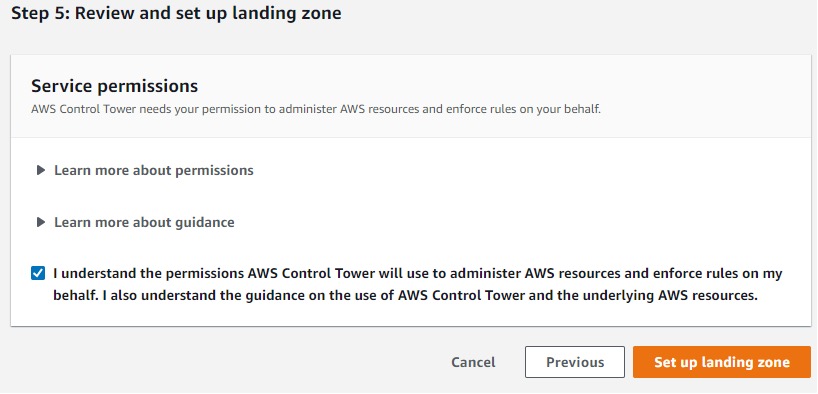 Step 5: Review and set up landing zone
Service permissions
AWS Control Tower needs your permission to administer AWS resources and enforce rules on your behalf.
Learn more about permissions
Learn more about guidance
I understand the permissions AWS Control Tower will use to administer AWS resources and enforce rules on my
behalf. I also understand the guidance on the use of AWS Control Tower and the underlying AWS resources.
Cancel Previous Set up landing zone